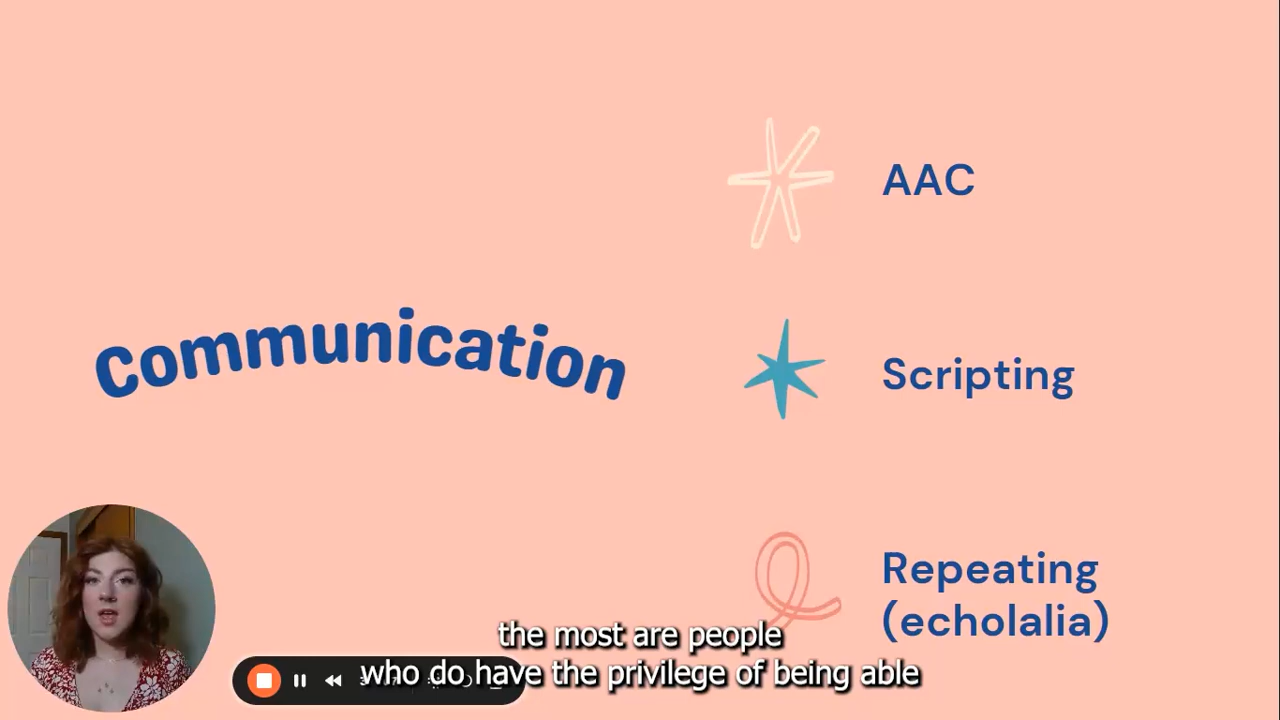 Communication
AAC
Scripting
Repeating
(echolalia)
the most are people
who do have the privilege of being able